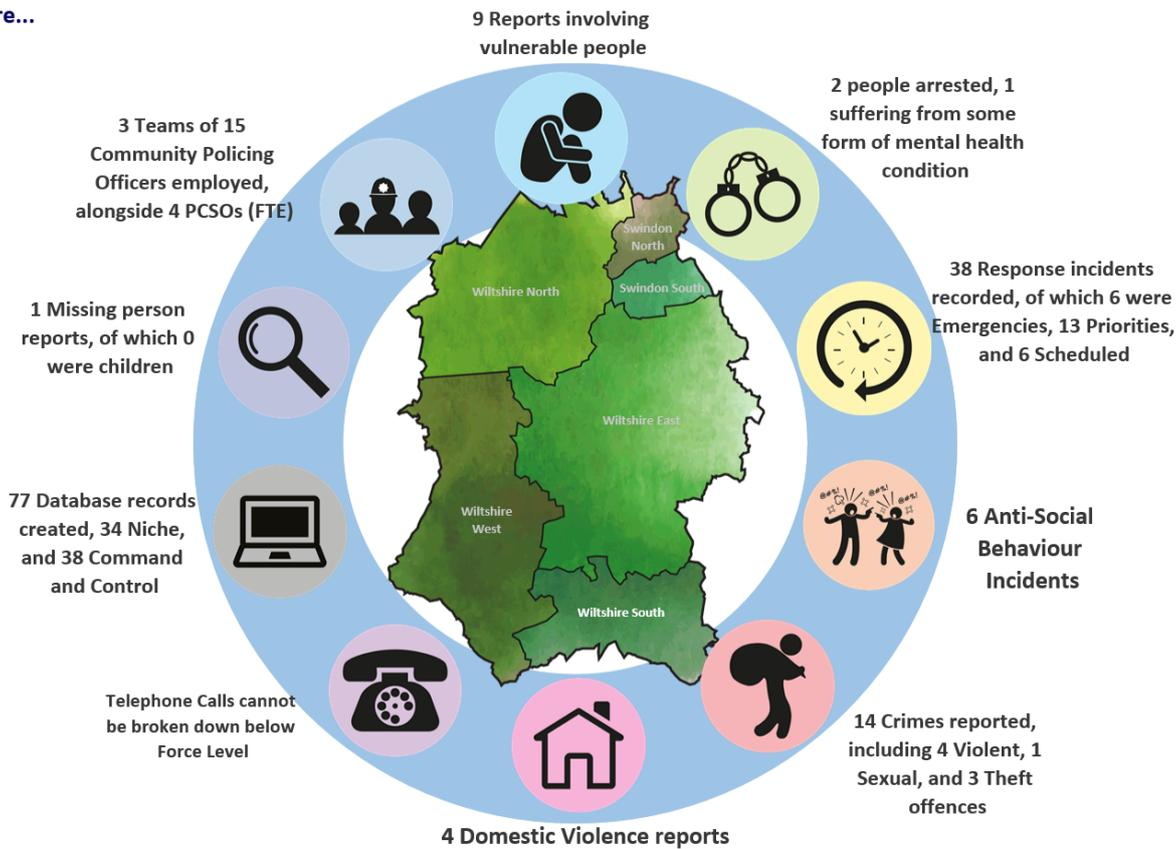 re...
9 Reports involving
vulnerable people
2 people arrested, 1
suffering from some
form of mental health
condition
3 Teams of 15
Community Policing
Officers employed,
alongside 4 PCSOs (FTE)
38 Response incidents
recorded, of which 6 were
Emergencies, 13 Priorities,
and 6 Scheduled
1 Missing person
reports, of which 0
were children
Swindon
North
Wiltshire North
Swindon South
Wiltshire East
77 Database records
created, 34 Niche,
and 38 Command
and Control
Wiltshire
West
@#%!
@#%!
@#%!
6 Anti-Social
Behaviour
Incidents
Wiltshire South
Telephone Calls cannot
be broken down below
Force Level
14 Crimes reported,
including 4 Violent, 1
Sexual, and 3 Theft
offences
4 Domestic Violence reports